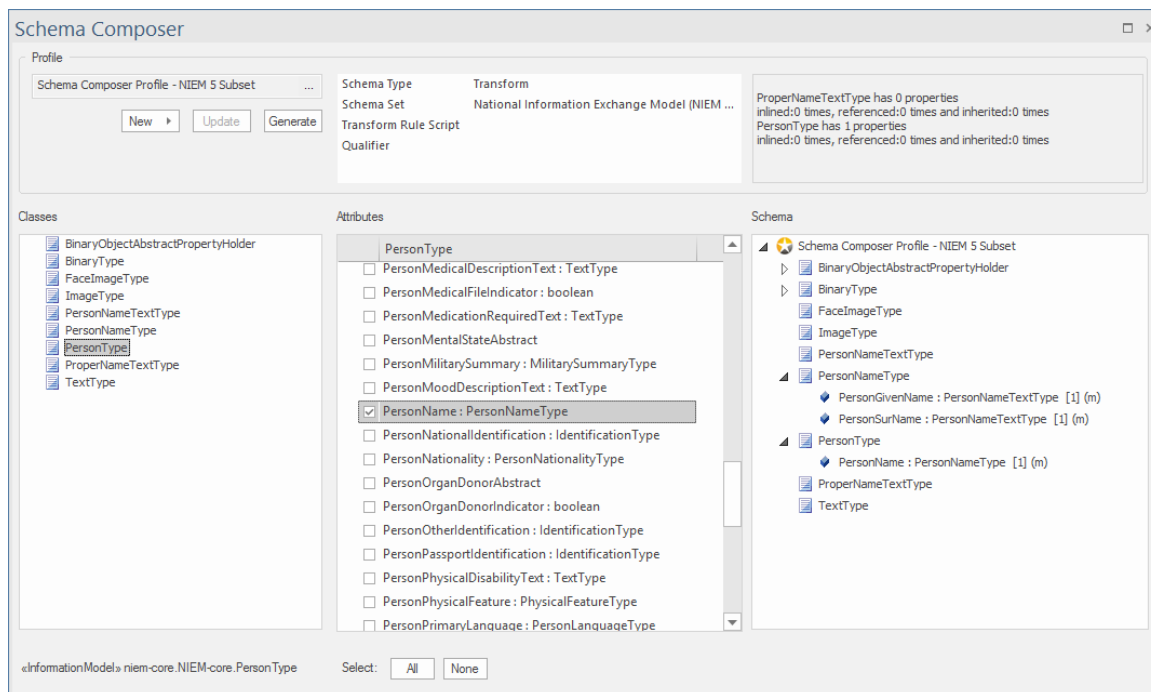 Schema Composer
Profile
Schema Composer Profile - NIEM 5 Subset ...
New Update Generate
Schema Type Transform
Schema Set National Information Exchange Model (NIEM ...
Transform Rule Script
Qualifier
ProperNameTextType has 0 properties
inlined:0 times, referenced:0 times and inherited:0 times
PersonType has 1 properties
inlined:0 times, referenced:0 times and inherited:0 times
Classes
BinaryObjectAbstractPropertyHolder
BinaryType
FaceImageType
ImageType
PersonNameTextType
PersonNameType
PersonType
ProperNameTextType
TextType
Attributes
PersonType
PersonMedicalDescriptionText : TextType
PersonMedicalFileIndicator : boolean
PersonMedicationRequiredText : TextType
PersonMentalStateAbstract
PersonMilitarySummary : MilitarySummaryType
PersonMoodDescriptionText : TextType
PersonName : PersonNameType
PersonNationalIdentification : IdentificationType
PersonNationality : PersonNationalityType
PersonOrganDonorAbstract
PersonOrganDonorIndicator : boolean
PersonOtherIdentification : IdentificationType
PersonPassportIdentification : IdentificationType
PersonPhysicalDisabilityText : TextType
PersonPhysicalFeature : PhysicalFeatureType
PersonPrimaryLanguage : PersonLanguageType
Schema
Schema Composer Profile - NIEM 5 Subset
BinaryObjectAbstractPropertyHolder
BinaryType
FaceImageType
ImageType
PersonNameTextType
PersonNameType
PersonGivenName : PersonNameTextType [1] (m)
PersonSurName : PersonNameTextType [1] (m)
PersonType
PersonName : PersonNameType [1] (m)
ProperNameTextType
TextType
«InformationModel» niem-core.NIEM-core.PersonType
Select: All None